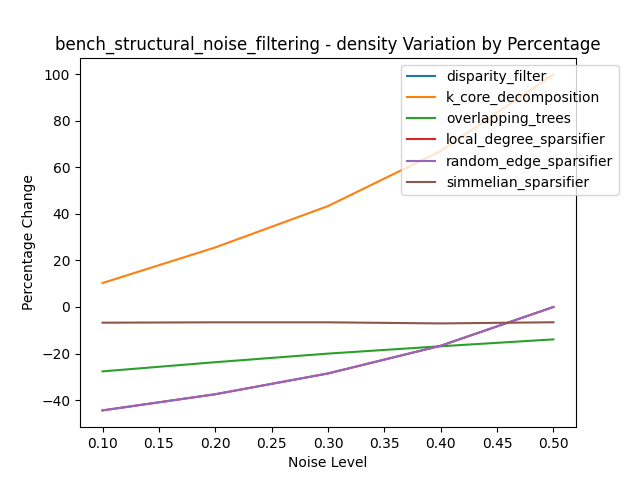 bench_structural_noise_filtering - density Variation by Percentage
100
80
60
40
20
0
−20
−40
Percentage Change
disparity_filter
k_core_decomposition
overlapping_trees
local_degree_sparsifier
random_edge_sparsifier
simmelian_sparsifier
0.10 0.15 0.20 0.25 0.30 0.35 0.40 0.45 0.50
Noise Level